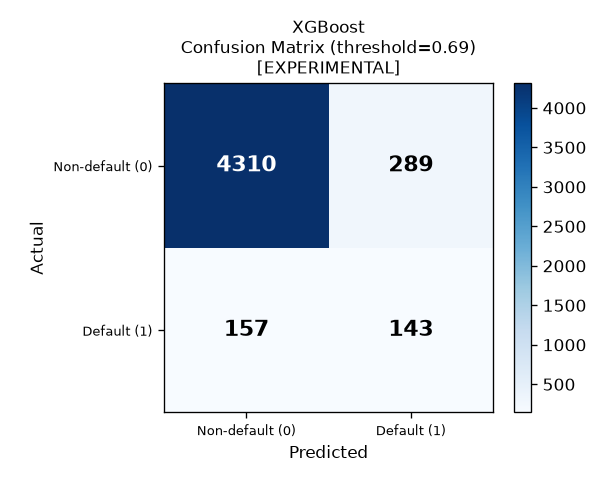 XGBoost
Confusion Matrix (threshold=0.69)
[EXPERIMENTAL]
Actual
Non-default (0)
4310
289
Default (1)
157
143
Non-default (0)
Default (1)
Predicted
4000
3500
3000
2500
2000
1500
1000
500